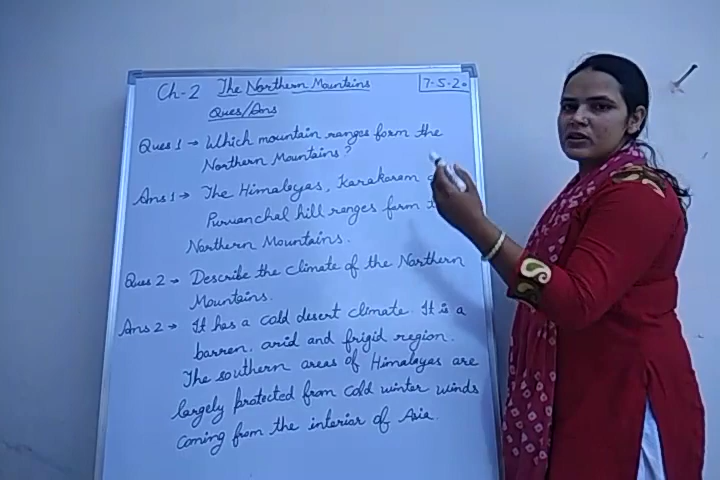 Ch-2 The Northern Mountains 7-5-20
Ques/Ans
Ques 1 → Which mountain ranges form the
Northern Mountains?
Ans 1 → The Himalayas, Karakaram
Purvanchal hill ranges form
Northern Mountains.
Ques 2 → Describe the climate of the Northern
Mountains.
Ans 2 → It has a cold desert climate. It is a
barren, arid and frigid region.
The southern areas of Himalayas are
largely protected from cold winter winds
coming from the interior of Asia.